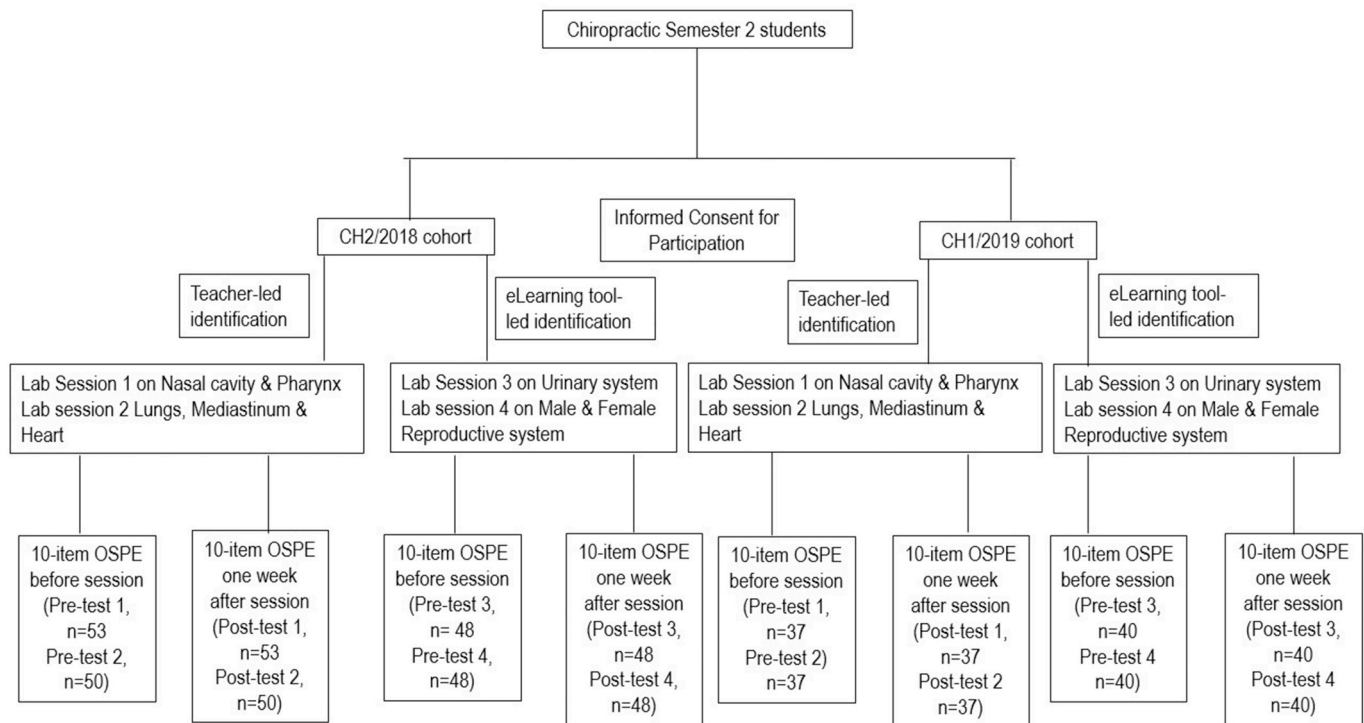 Chiropractic Semester 2 students
Informed Consent for
Participation
CH2/2018 cohort
CH1/2019 cohort
Teacher-led
identification
eLearning tool-
led identification
Teacher-led
identification
eLearning tool-
led identification
Lab Session 1 on Nasal cavity & Pharynx
Lab session 2 Lungs, Mediastinum &
Heart
Lab Session 3 on Urinary system
Lab session 4 on Male & Female
Reproductive system
Lab Session 1 on Nasal cavity & Pharynx
Lab session 2 Lungs, Mediastinum &
Heart
Lab Session 3 on Urinary system
Lab session 4 on Male & Female
Reproductive system
10-item OSPE
before session
(Pre-test 1,
n=53
Pre-test 2,
n=50)
10-item OSPE
one week
after session
(Post-test 1,
n=53
Post-test 2,
n=50)
10-item OSPE
before session
(Pre-test 3,
n= 48
Pre-test 4,
n=48)
10-item OSPE
one week
after session
(Post-test 3,
n=48
Post-test 4,
n=48)
10-item OSPE
before session
(Pre-test 1,
n=37
Pre-test 2)
n=37
10-item OSPE
one week
after session
(Post-test 1,
n=37
Post-test 2
n=37)
10-item OSPE
before session
(Pre-test 3,
n=40
Pre-test 4
n=40)
10-item OSPE
one week
after session
(Post-test 3,
n=40
Post-test 4
n=40)